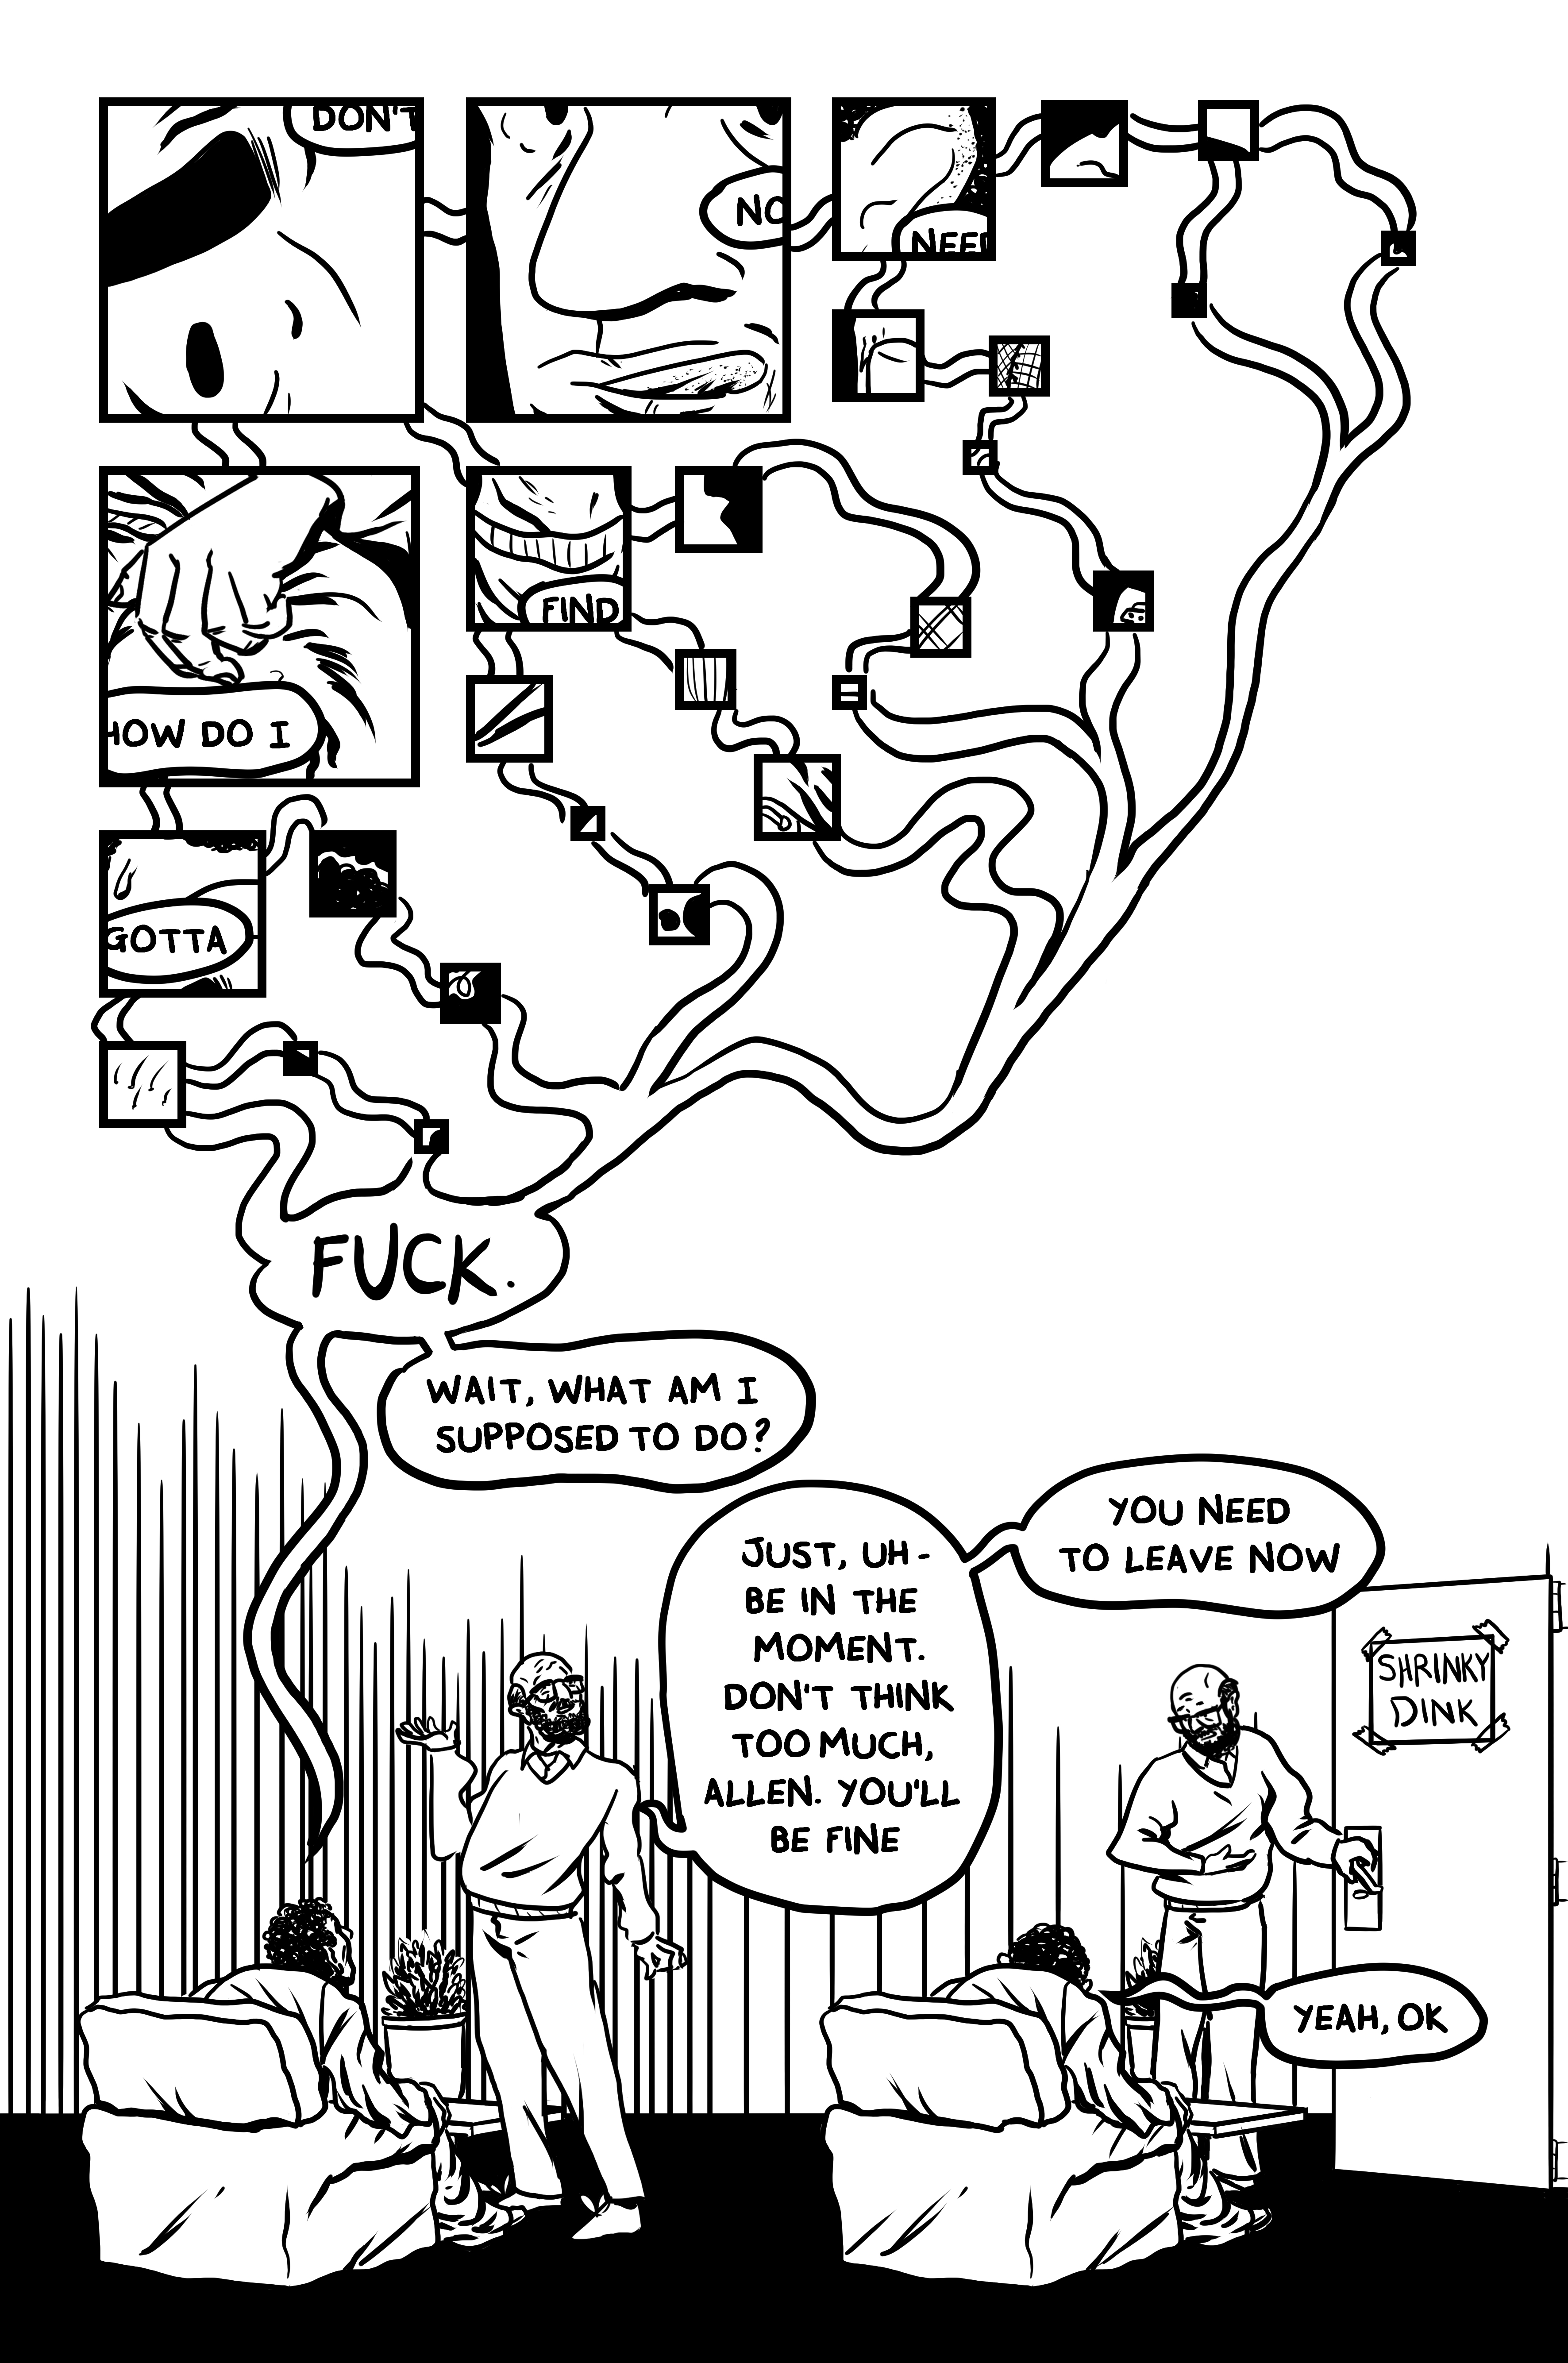 DON'T
NO
NEED
HOW DO I
FIND
GOTTA
FUCK.
WAIT, WHAT AM I
SUPPOSED TO DO?
JUST, UH-
BE IN THE
MOMENT.
DON'T THINK
TOO MUCH,
ALLEN. YOU'LL
BE FINE
YOU NEED
TO LEAVE NOW
SHRINKY
DINK
YEAH, OK